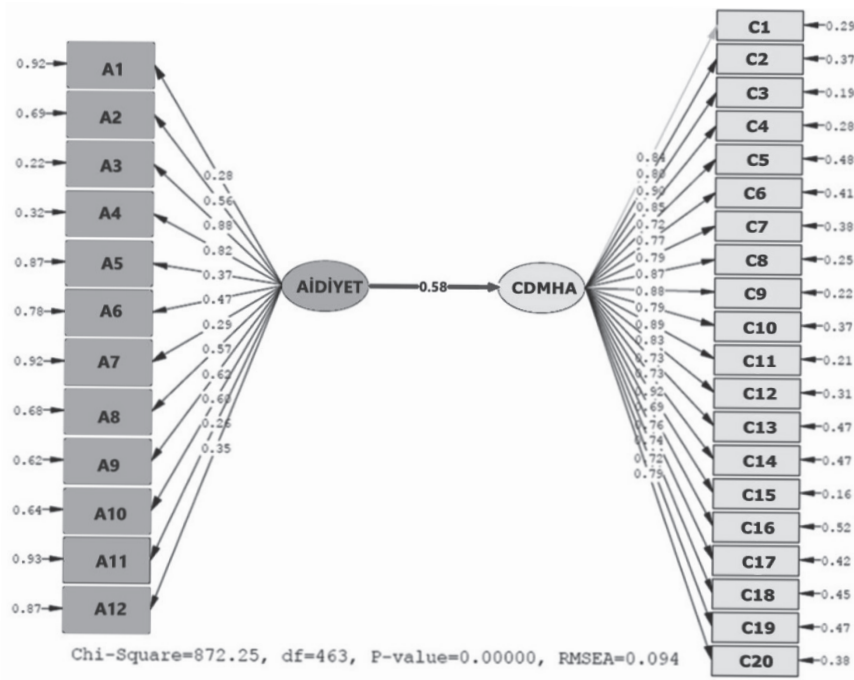 0.92 A1
0.69 A2
0.22 A3
0.32 A4
0.87 A5
0.78 A6
0.92 A7
0.68 A8
0.62 A9
0.64 A10
0.93 A11
0.87 A12
0.28
0.56
0.88
0.82
0.37
0.47
0.29
0.57
0.62
0.60
0.26
0.35
AİDİYET 0.58 CDMHA
0.84
0.80
0.90
0.85
0.72
0.77
0.79
0.87
0.88
0.79
0.89
0.83
0.73
0.73
0.92
0.69
0.76
0.74
0.72
0.79
C1 0.29
C2 0.37
C3 0.19
C4 0.28
C5 0.48
C6 0.41
C7 0.38
C8 0.25
C9 0.22
C10 0.37
C11 0.21
C12 0.31
C13 0.47
C14 0.47
C15 0.16
C16 0.52
C17 0.42
C18 0.45
C19 0.47
C20 0.38
Chi-Square=872.25, df=463, P-value=0.00000, RMSEA=0.094